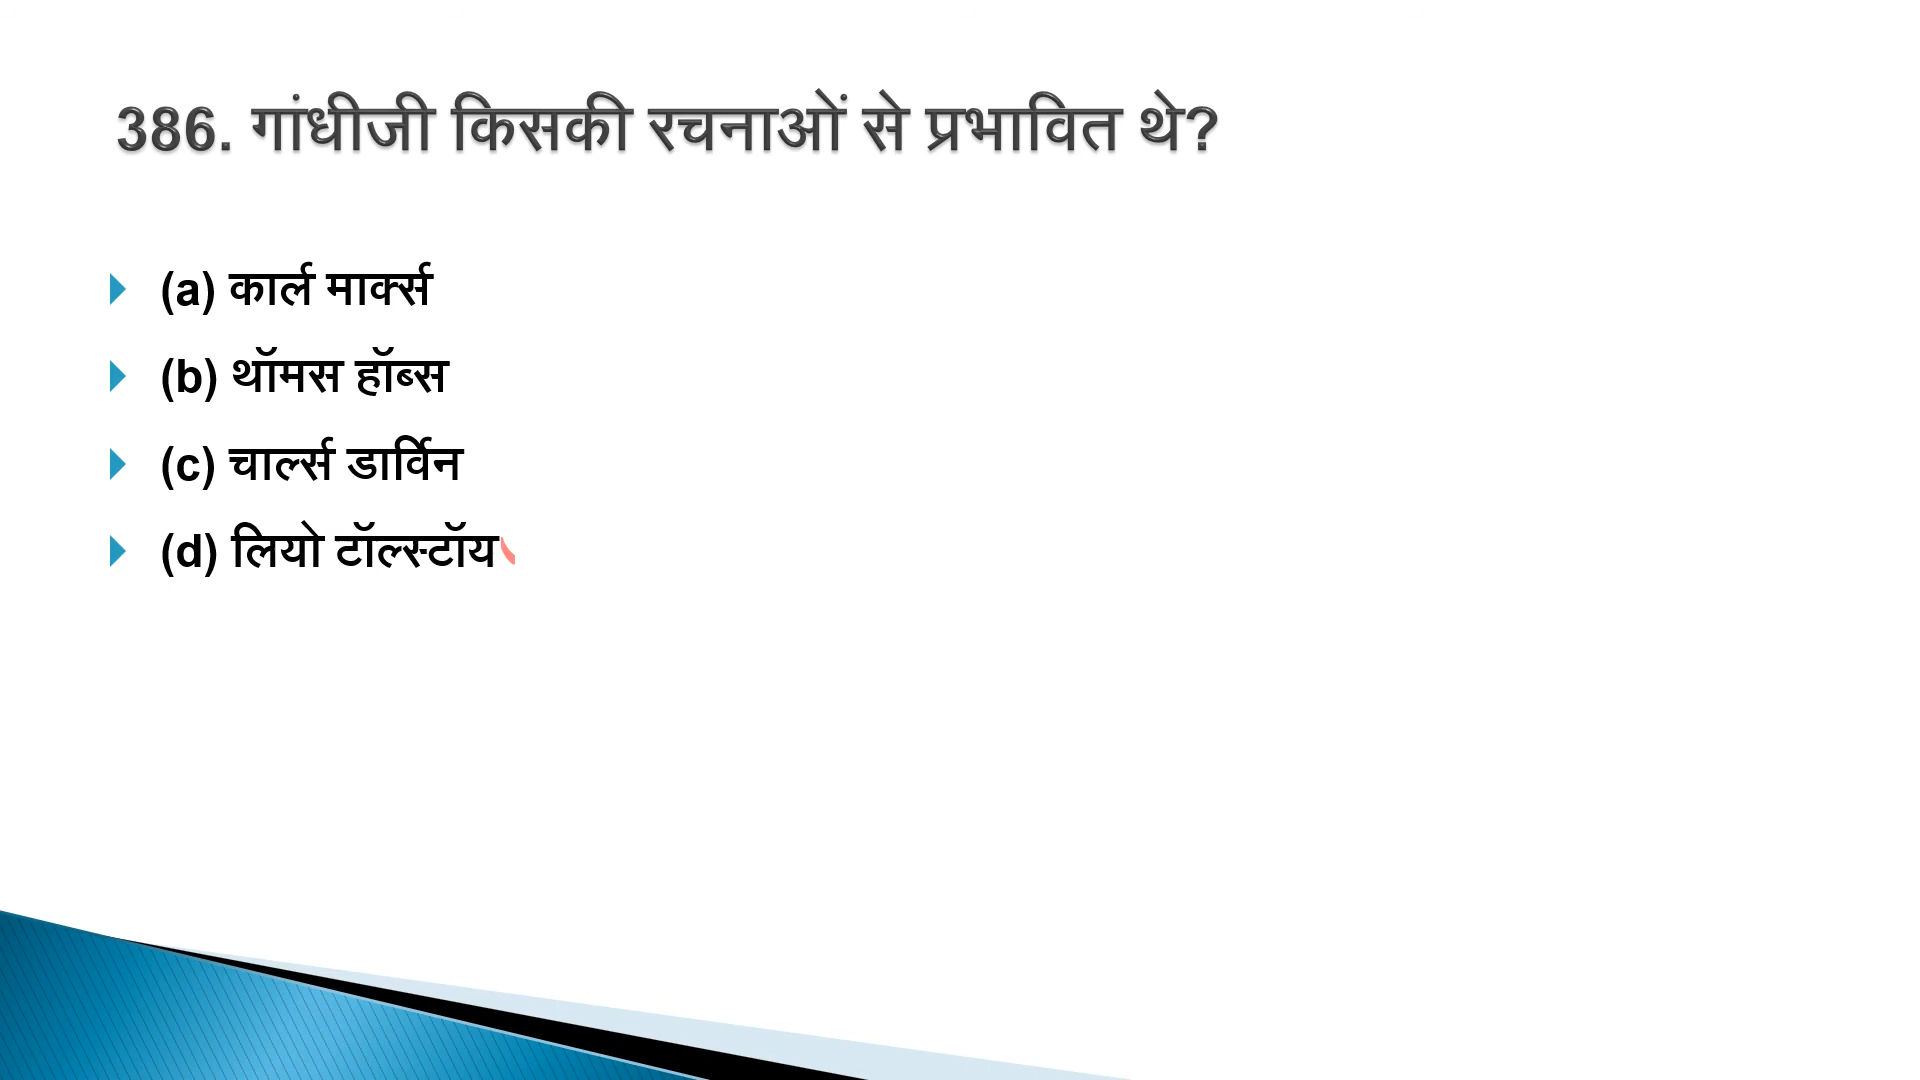 386. गांधीजी किसकी रचनाओं से प्रभावित थे?
(a) कार्ल मार्क्स
(b) थॉमस हॉब्स
(c) चार्ल्स डार्विन
(d) लियो टॉल्स्टॉय